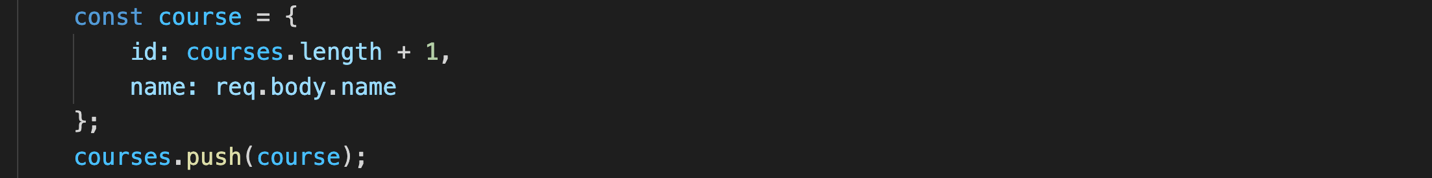 const course = {
    id: courses.length + 1,
    name: req.body.name
};
courses.push(course);